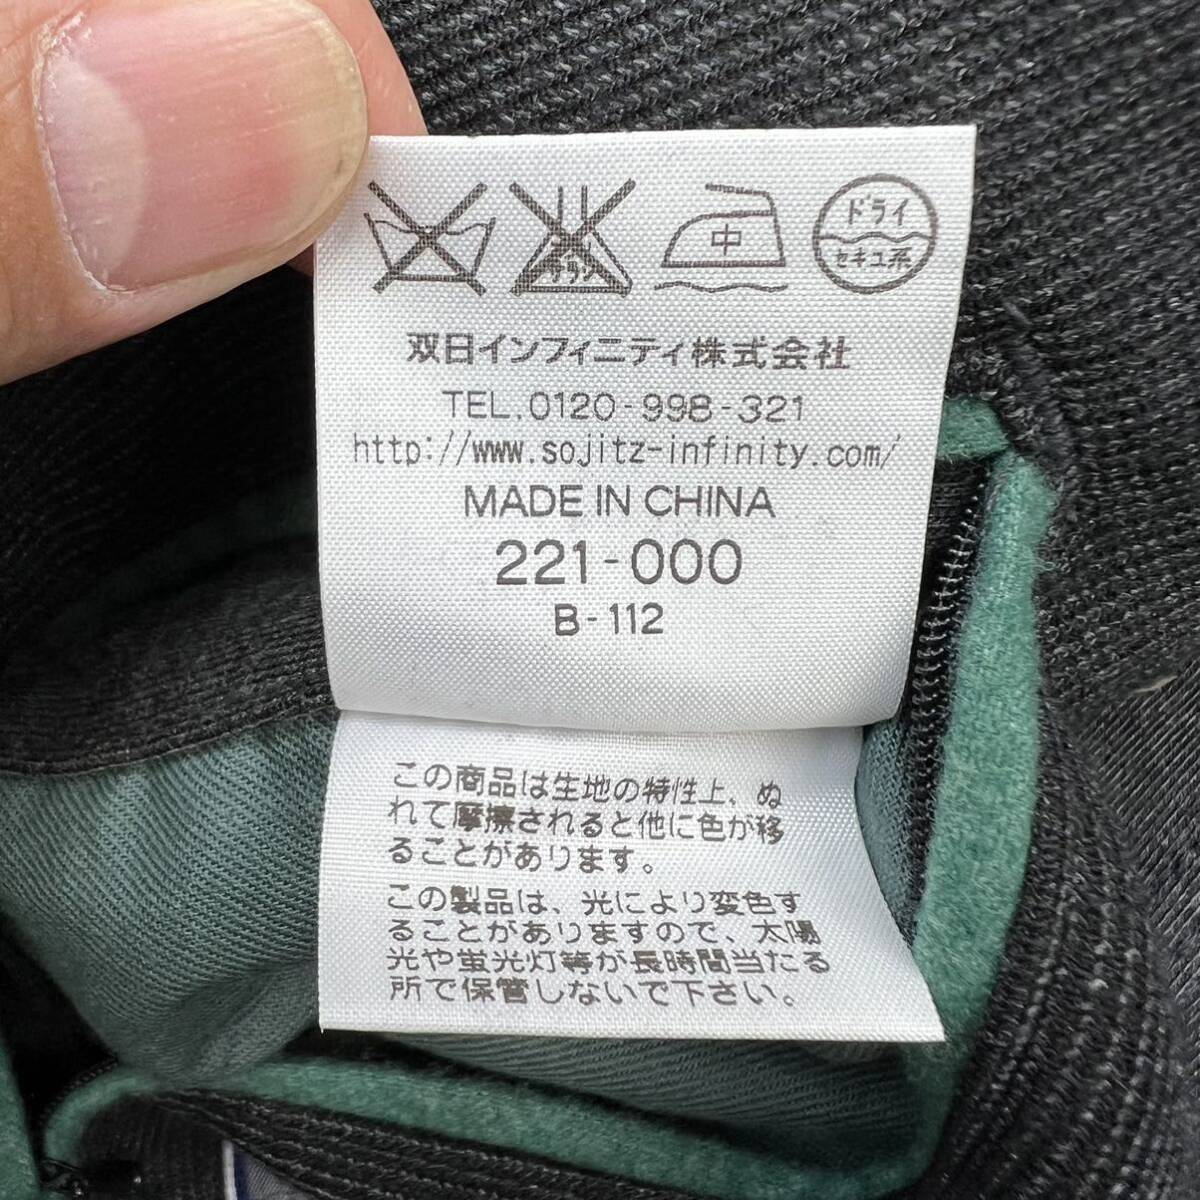 エンソ
中
ドライ
セキユ系
双日インフィニティ株式会社
TEL.0120-998-321
http://www.sojitz-infinity.com/
MADE IN CHINA
221-000
B-112
この商品は生地の特性上、ぬ
れて摩擦されると他に色が移
ることがあります。
この製品は、光により変色す
ることがありますので、太陽
光や蛍光灯等が長時間当たる
所で保管しないで下さい。